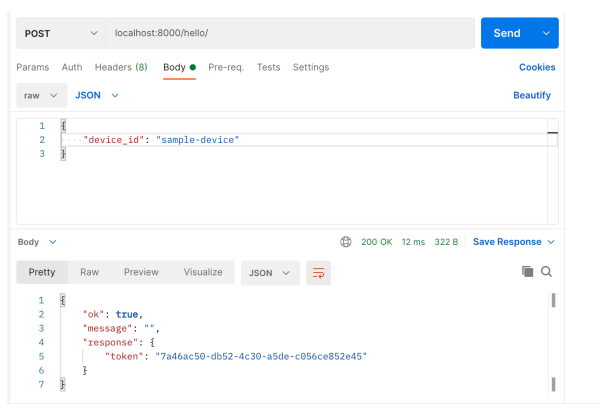 POST localhost:8000/hello/ Send
Params Auth Headers (8) Body Pre-req. Tests Settings Cookies
raw JSON Beautify
1 {
2 "device_id": "sample-device"
3 }
Body 200 OK 12 ms 322 B Save Response
Pretty Raw Preview Visualize JSON
1 {
2 "ok": true,
3 "message": "",
4 "response": {
5 "token": "7a46ac50-db52-4c30-a5de-c056ce852e45"
6 }
7 }